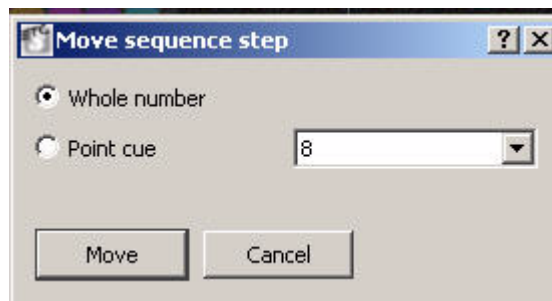 Move sequence step
Whole number
Point cue 8
Move Cancel